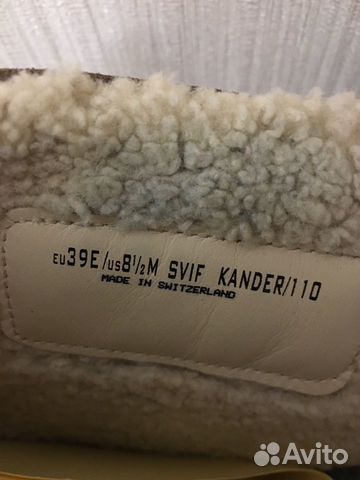 EU39E/US8½M SVIF KANDER/110
MADE IN SWITZERLAND
Avito